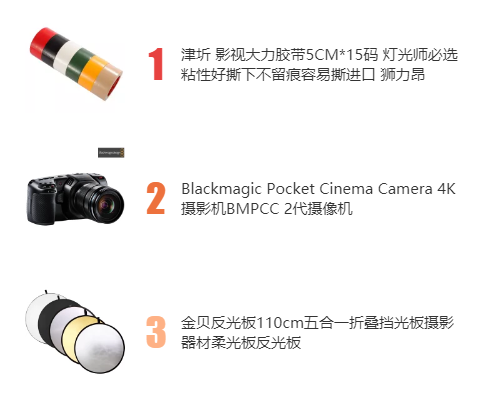 1
津圻 影视大力胶带5CM*15码 灯光师必选
粘性好撕下不留痕容易撕进口 狮力昂
2
Blackmagic Pocket Cinema Camera 4K
摄影机BMPCC 2代摄像机
3
金贝反光板110cm五合一折叠挡光板摄影
器材柔光板反光板